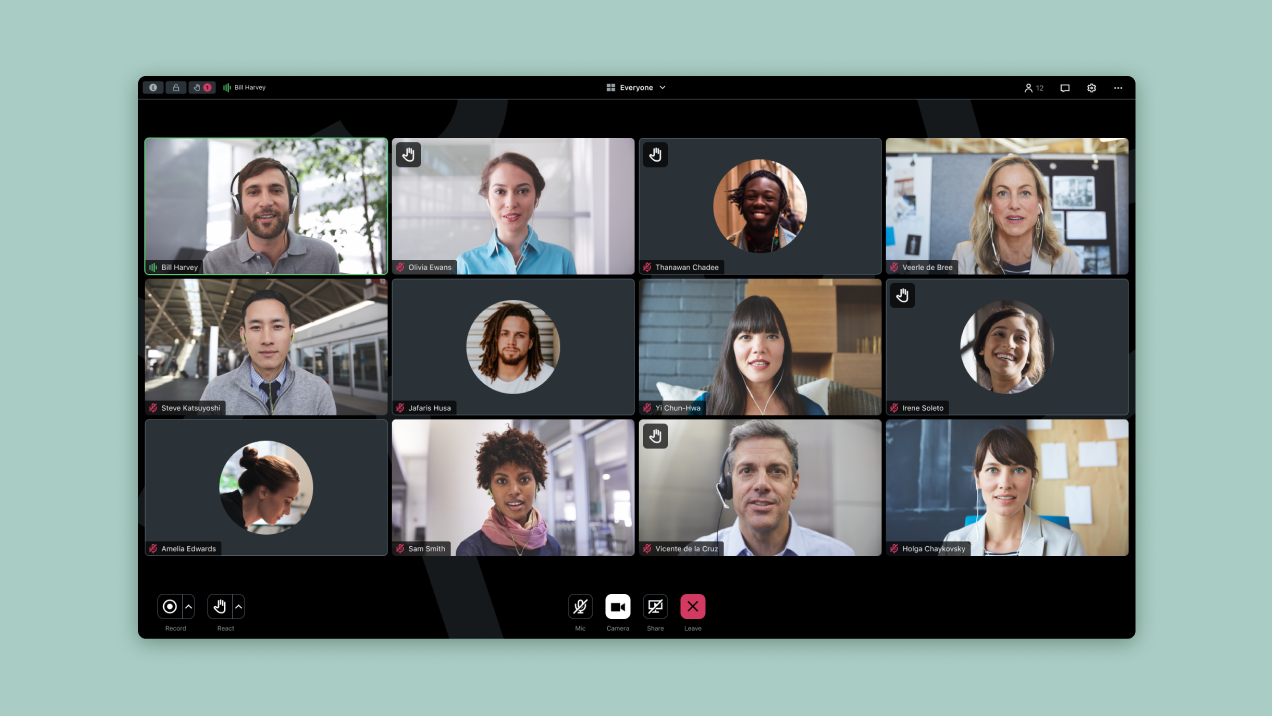 Bill Harvey
Everyone
12
Bill Harvey
Olivia Ewans
Thanawan Chadee
Veerle de Bree
Steve Katsuyoshi
Jafaris Husa
Yi Chun-Hwa
Irene Soleto
Amelia Edwards
Sam Smith
Vicente de la Cruz
Holga Chaykovsky
Record
React
Mic
Camera
Share
Leave